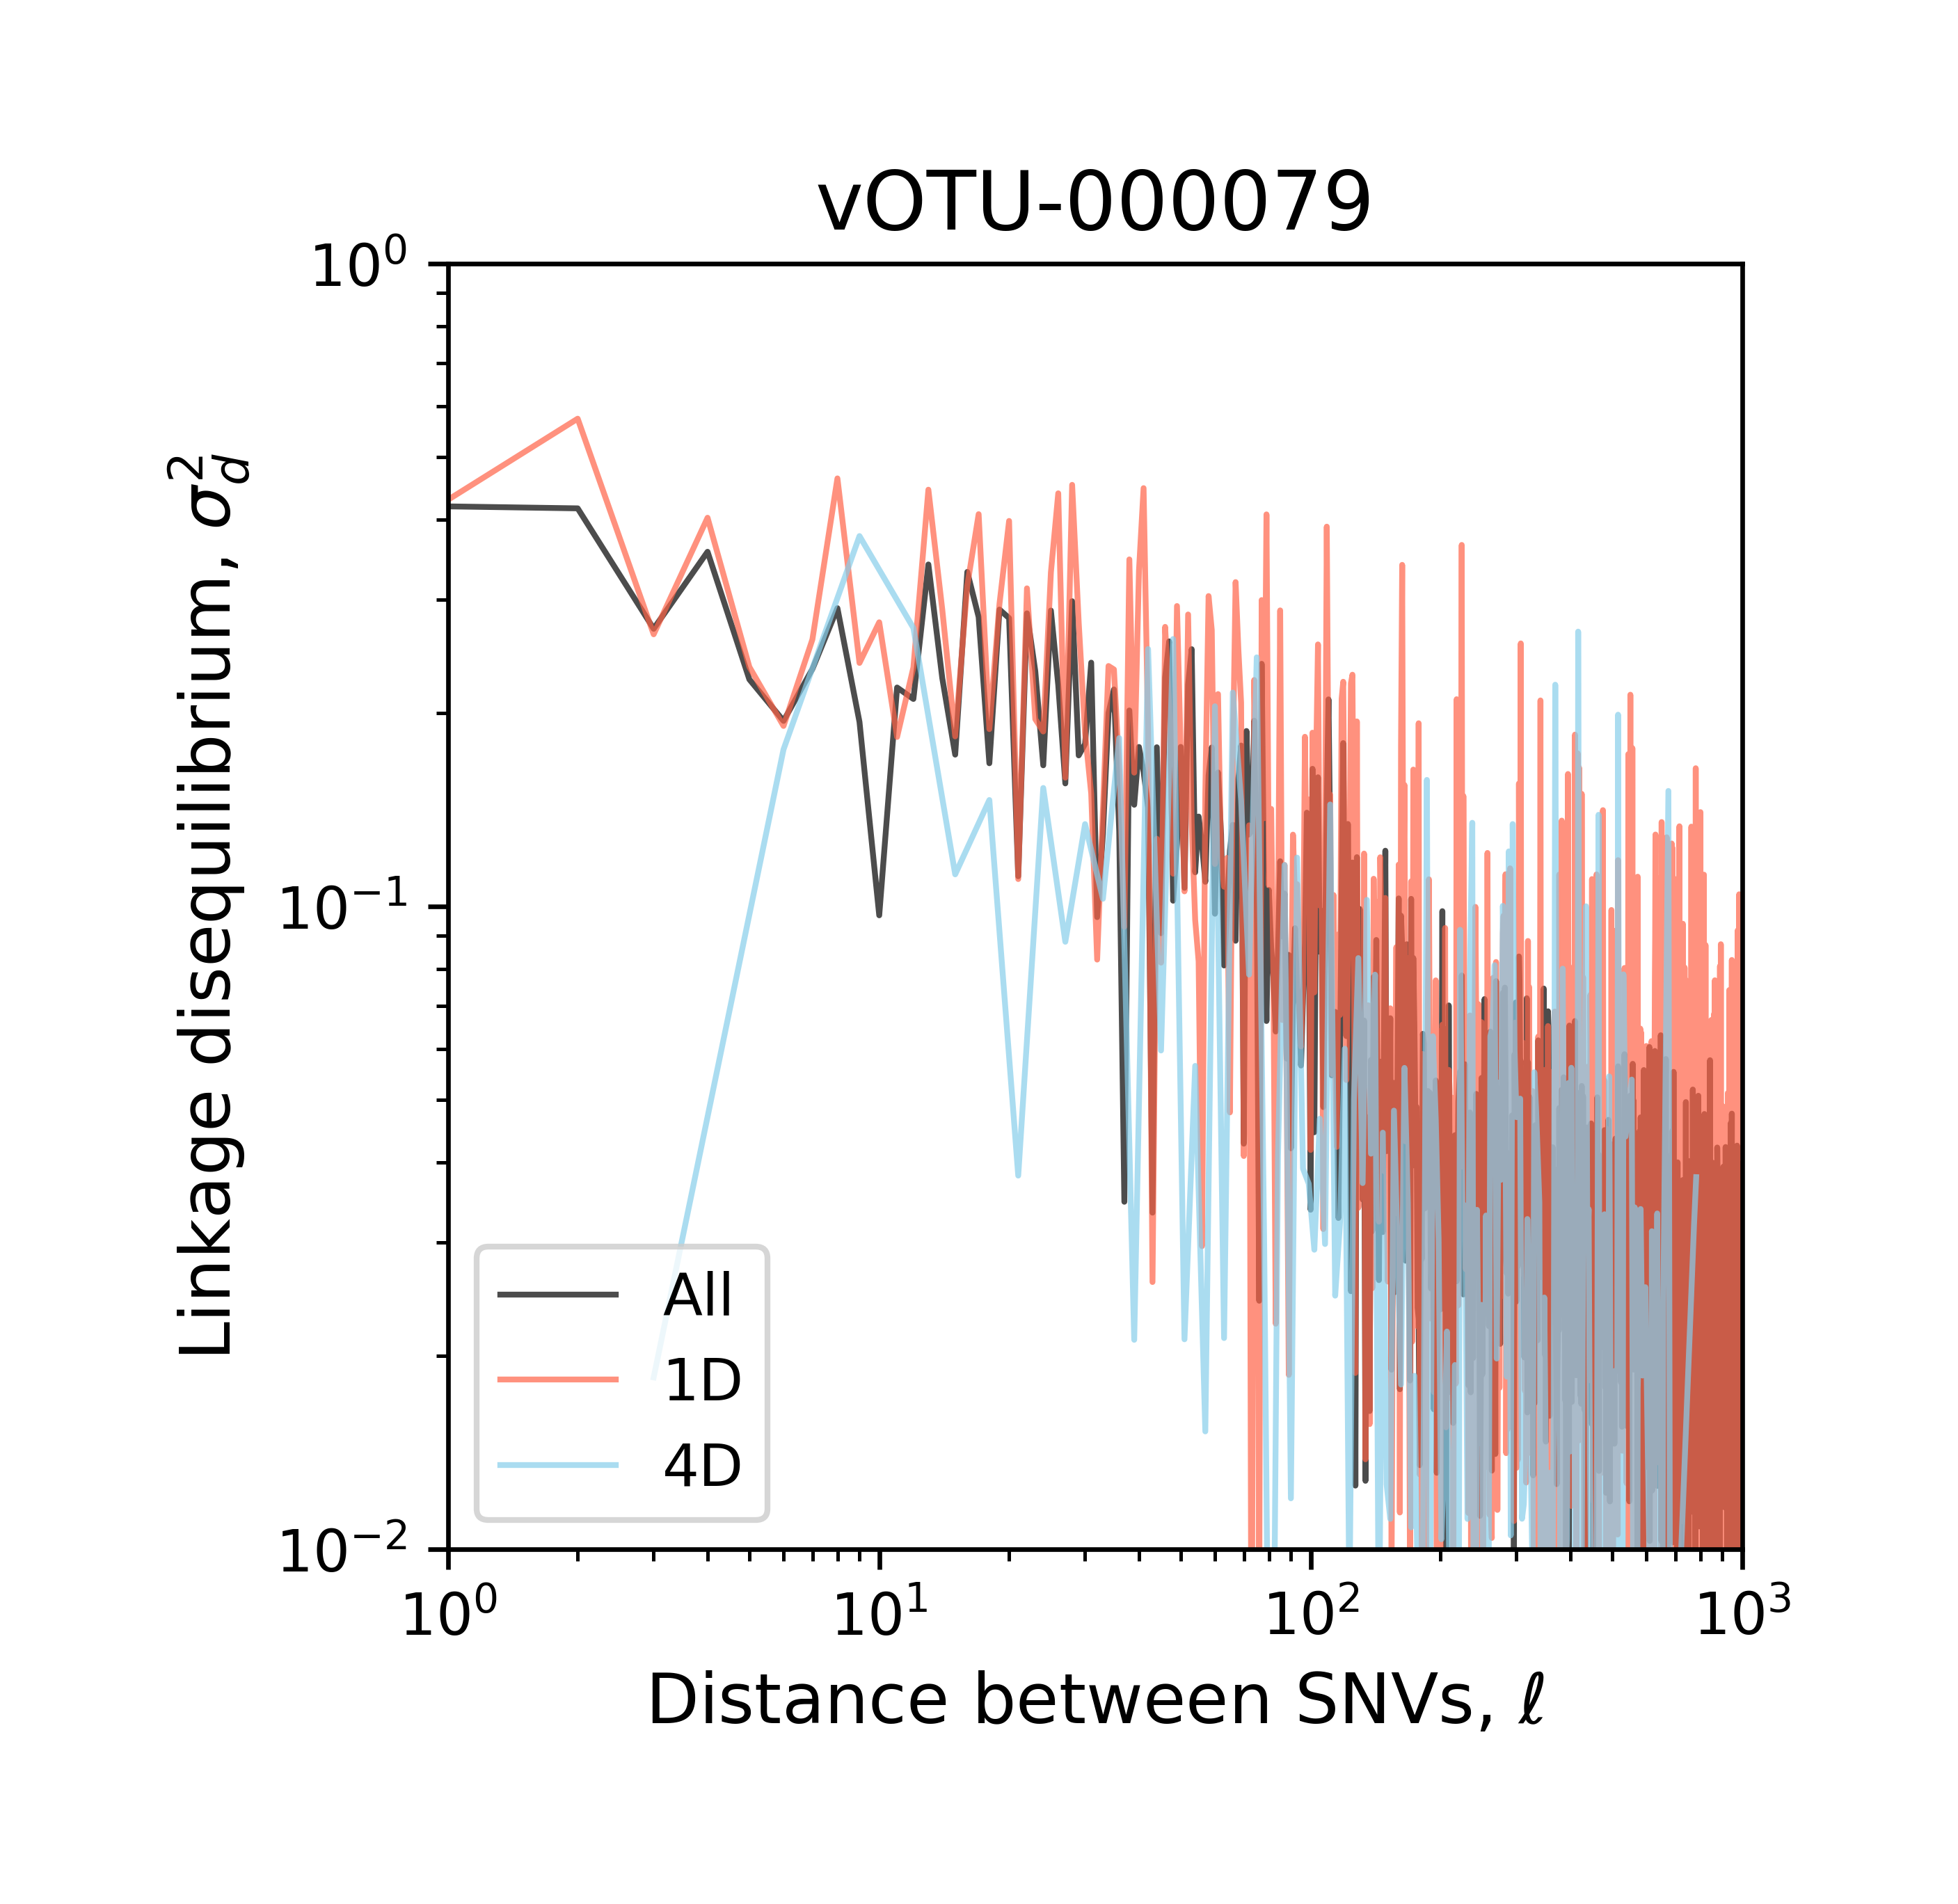 vOTU-000079
Linkage disequilibrium, σ²_d
10⁰
10⁻¹
10⁻²
All
1D
4D
10⁰ 10¹ 10² 10³
Distance between SNVs, ℓ